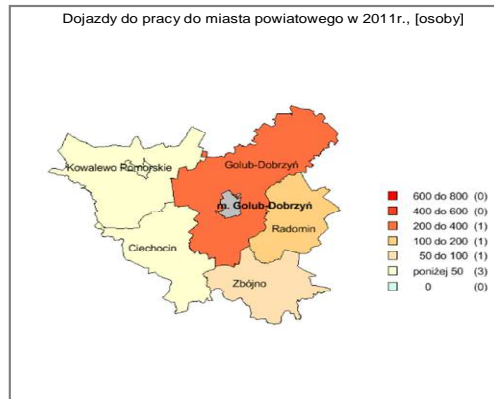 Dojazdy do pracy do miasta powiatowego w 2011r., [osoby]
Kowalewo Pomorskie
Golub-Dobrzyń
m. Golub-Dobrzyń
Radomin
Ciechocin
Zbójno
600 do 800 (0)
400 do 600 (0)
200 do 400 (1)
100 do 200 (1)
50 do 100 (1)
poniżej 50 (3)
0 (0)